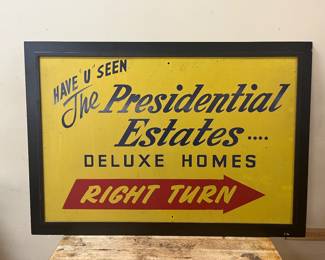 HAVE "U" SEEN
The Presidential
Estates....
DELUXE HOMES
RIGHT TURN